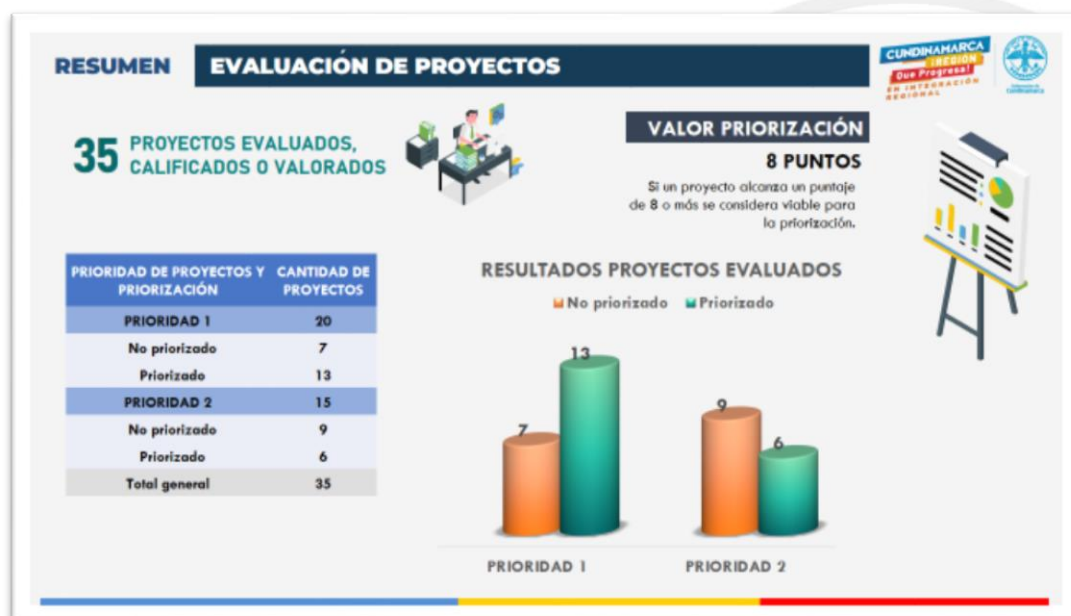 RESUMEN
EVALUACIÓN DE PROYECTOS
CUNDINAMARCA
¡REGIÓN
Que Progresa!
EN INTEGRACIÓN
REGIONAL
35
PROYECTOS EVALUADOS,
CALIFICADOS O VALORADOS
VALOR PRIORIZACIÓN
8 PUNTOS
Si un proyecto alcanza un puntaje
de 8 o más se considera viable para
la priorización.
PRIORIDAD DE PROYECTOS Y PRIORIZACIÓN CANTIDAD DE PROYECTOS
PRIORIDAD 1 20
No priorizado 7
Priorizado 13
PRIORIDAD 2 15
No priorizado 9
Priorizado 6
Total general 35
RESULTADOS PROYECTOS EVALUADOS
No priorizado Priorizado
7
13
9
6
PRIORIDAD 1 PRIORIDAD 2